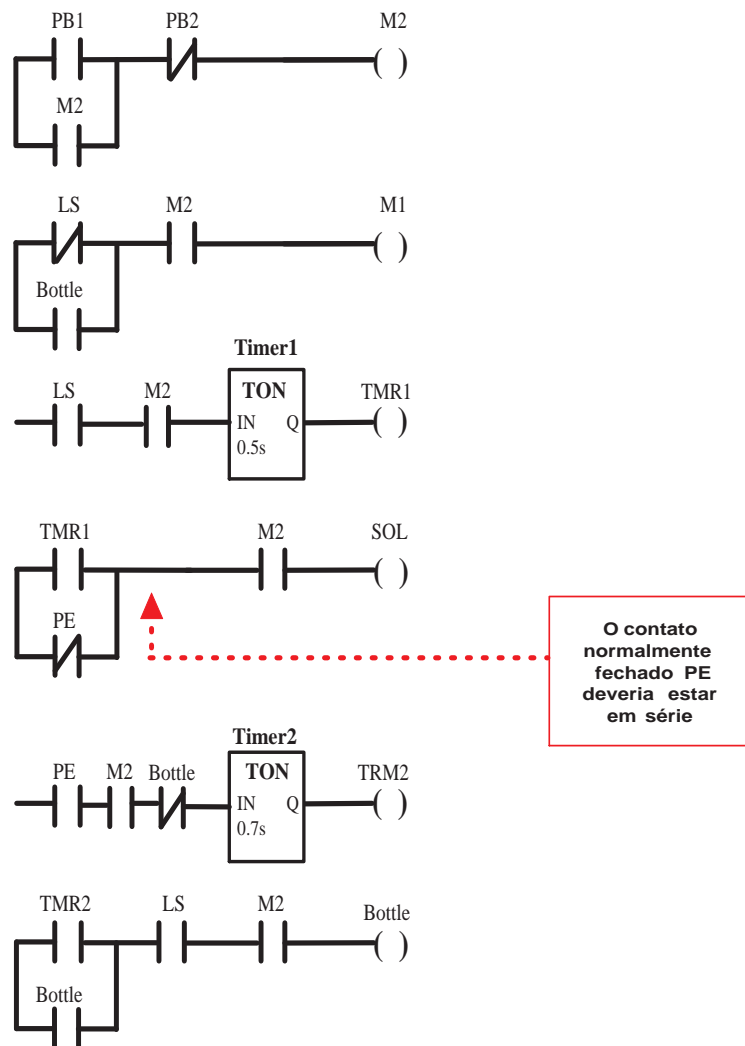 PB1 PB2 M2
( )
M2
LS M2 M1
( )
Bottle
Timer1
LS M2 TON TMR1
IN Q ( )
0.5s
TMR1 M2 SOL
( )
PE
O contato
normalmente
fechado PE
deveria estar
em série
Timer2
PE M2 Bottle TON TRM2
IN Q ( )
0.7s
TMR2 LS M2 Bottle
( )
Bottle